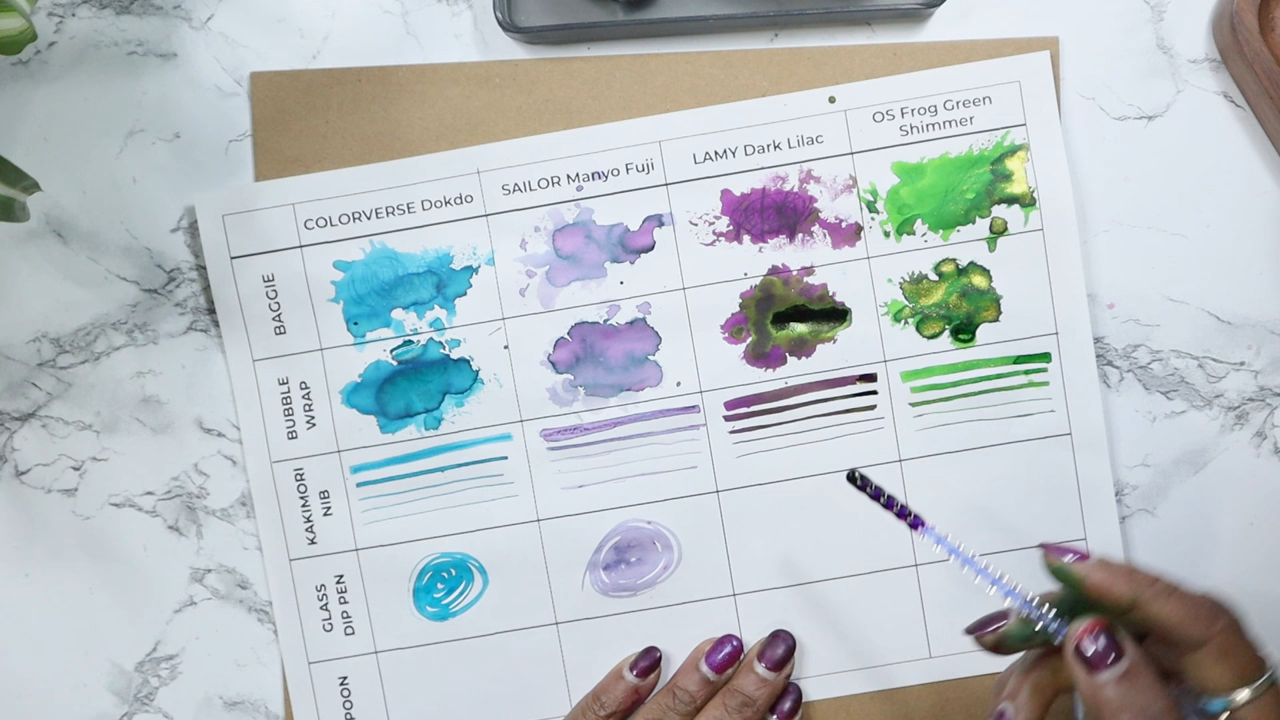 COLORVERSE Dokdo
SAILOR Manyo Fuji
LAMY Dark Lilac
OS Frog Green
Shimmer
BAGGIE
BUBBLE
WRAP
KAKIMORI
NIB
GLASS
DIP PEN
POON